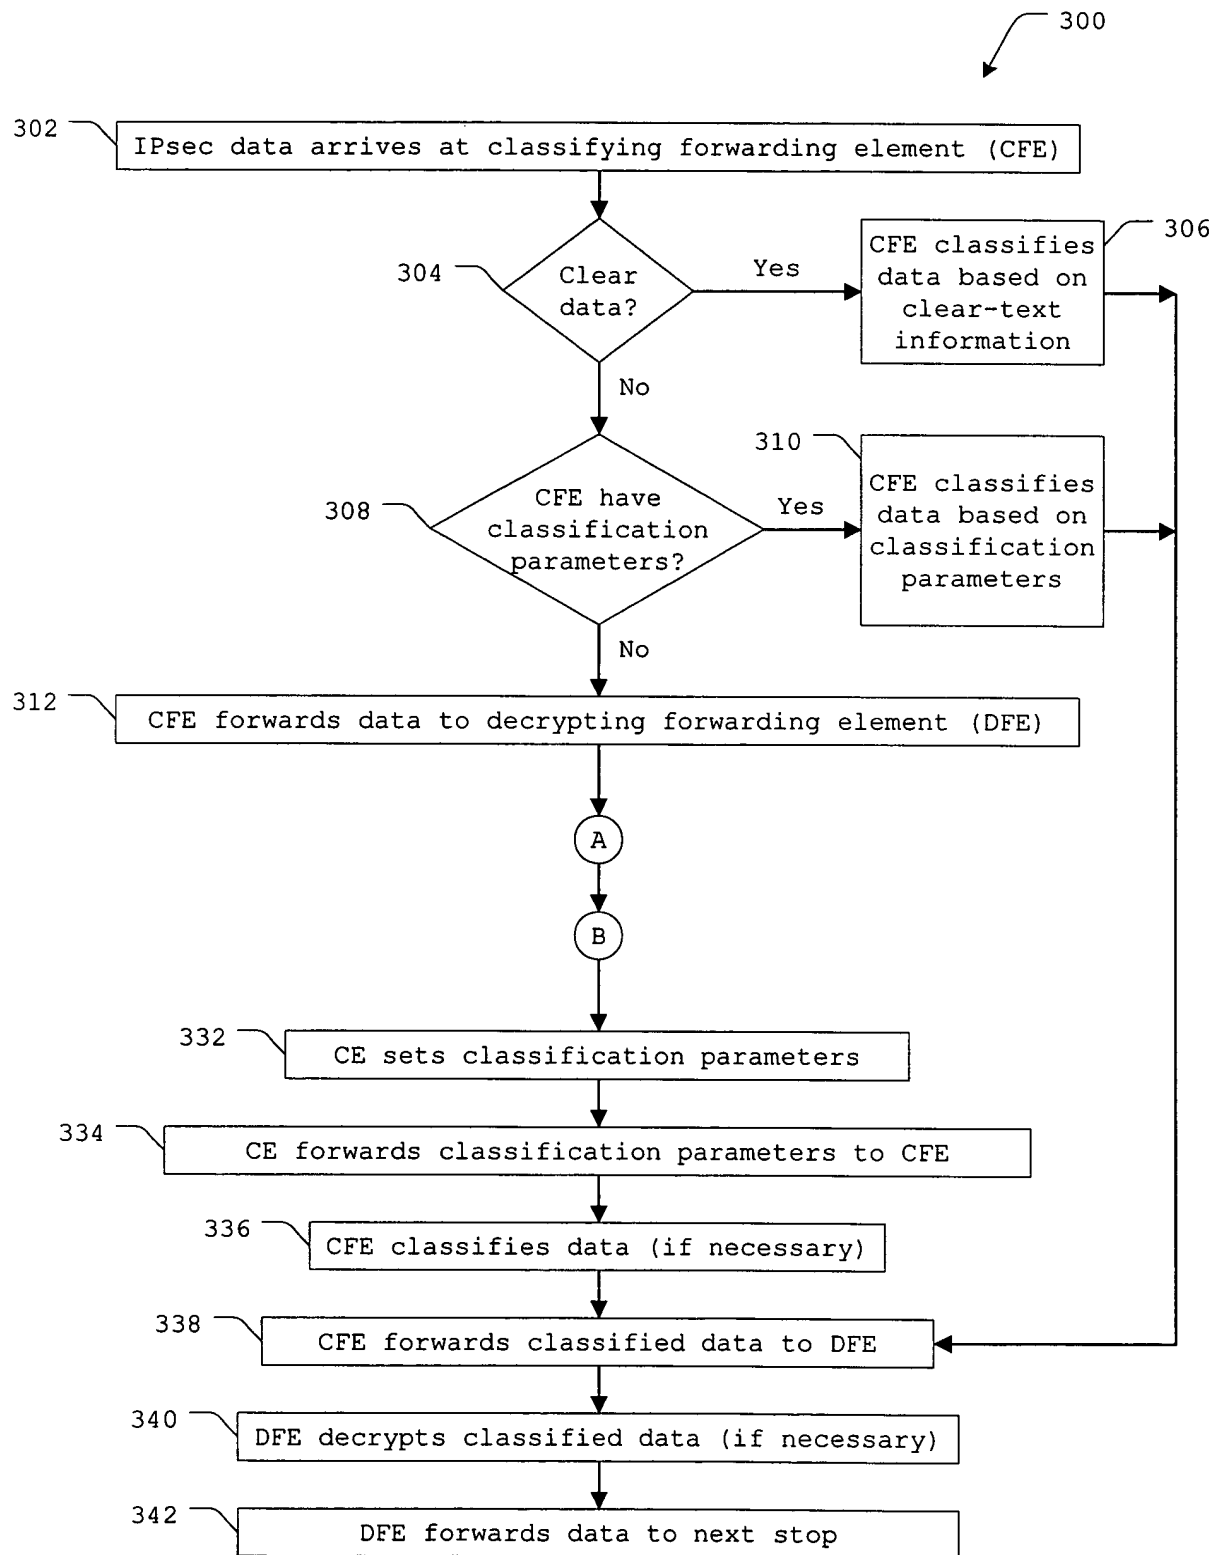 300
302
IPsec data arrives at classifying forwarding element (CFE)
304
Clear
data?
Yes
306
CFE classifies
data based on
clear-text
information
No
308
CFE have
classification
parameters?
Yes
310
CFE classifies
data based on
classification
parameters
No
312
CFE forwards data to decrypting forwarding element (DFE)
A
B
332
CE sets classification parameters
334
CE forwards classification parameters to CFE
336
CFE classifies data (if necessary)
338
CFE forwards classified data to DFE
340
DFE decrypts classified data (if necessary)
342
DFE forwards data to next stop